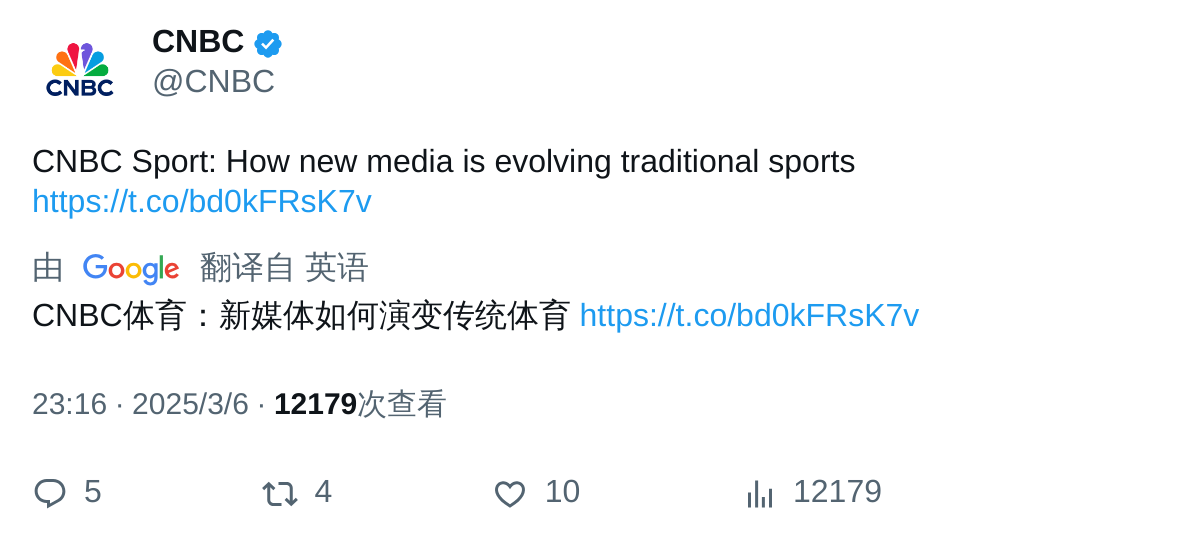 CNBC
CNBC
@CNBC
CNBC Sport: How new media is evolving traditional sports
https://t.co/bd0kFRsK7v
由 Google 翻译自 英语
CNBC体育：新媒体如何演变传统体育 https://t.co/bd0kFRsK7v
23:16 · 2025/3/6 · 12179次查看
5 4 10 12179